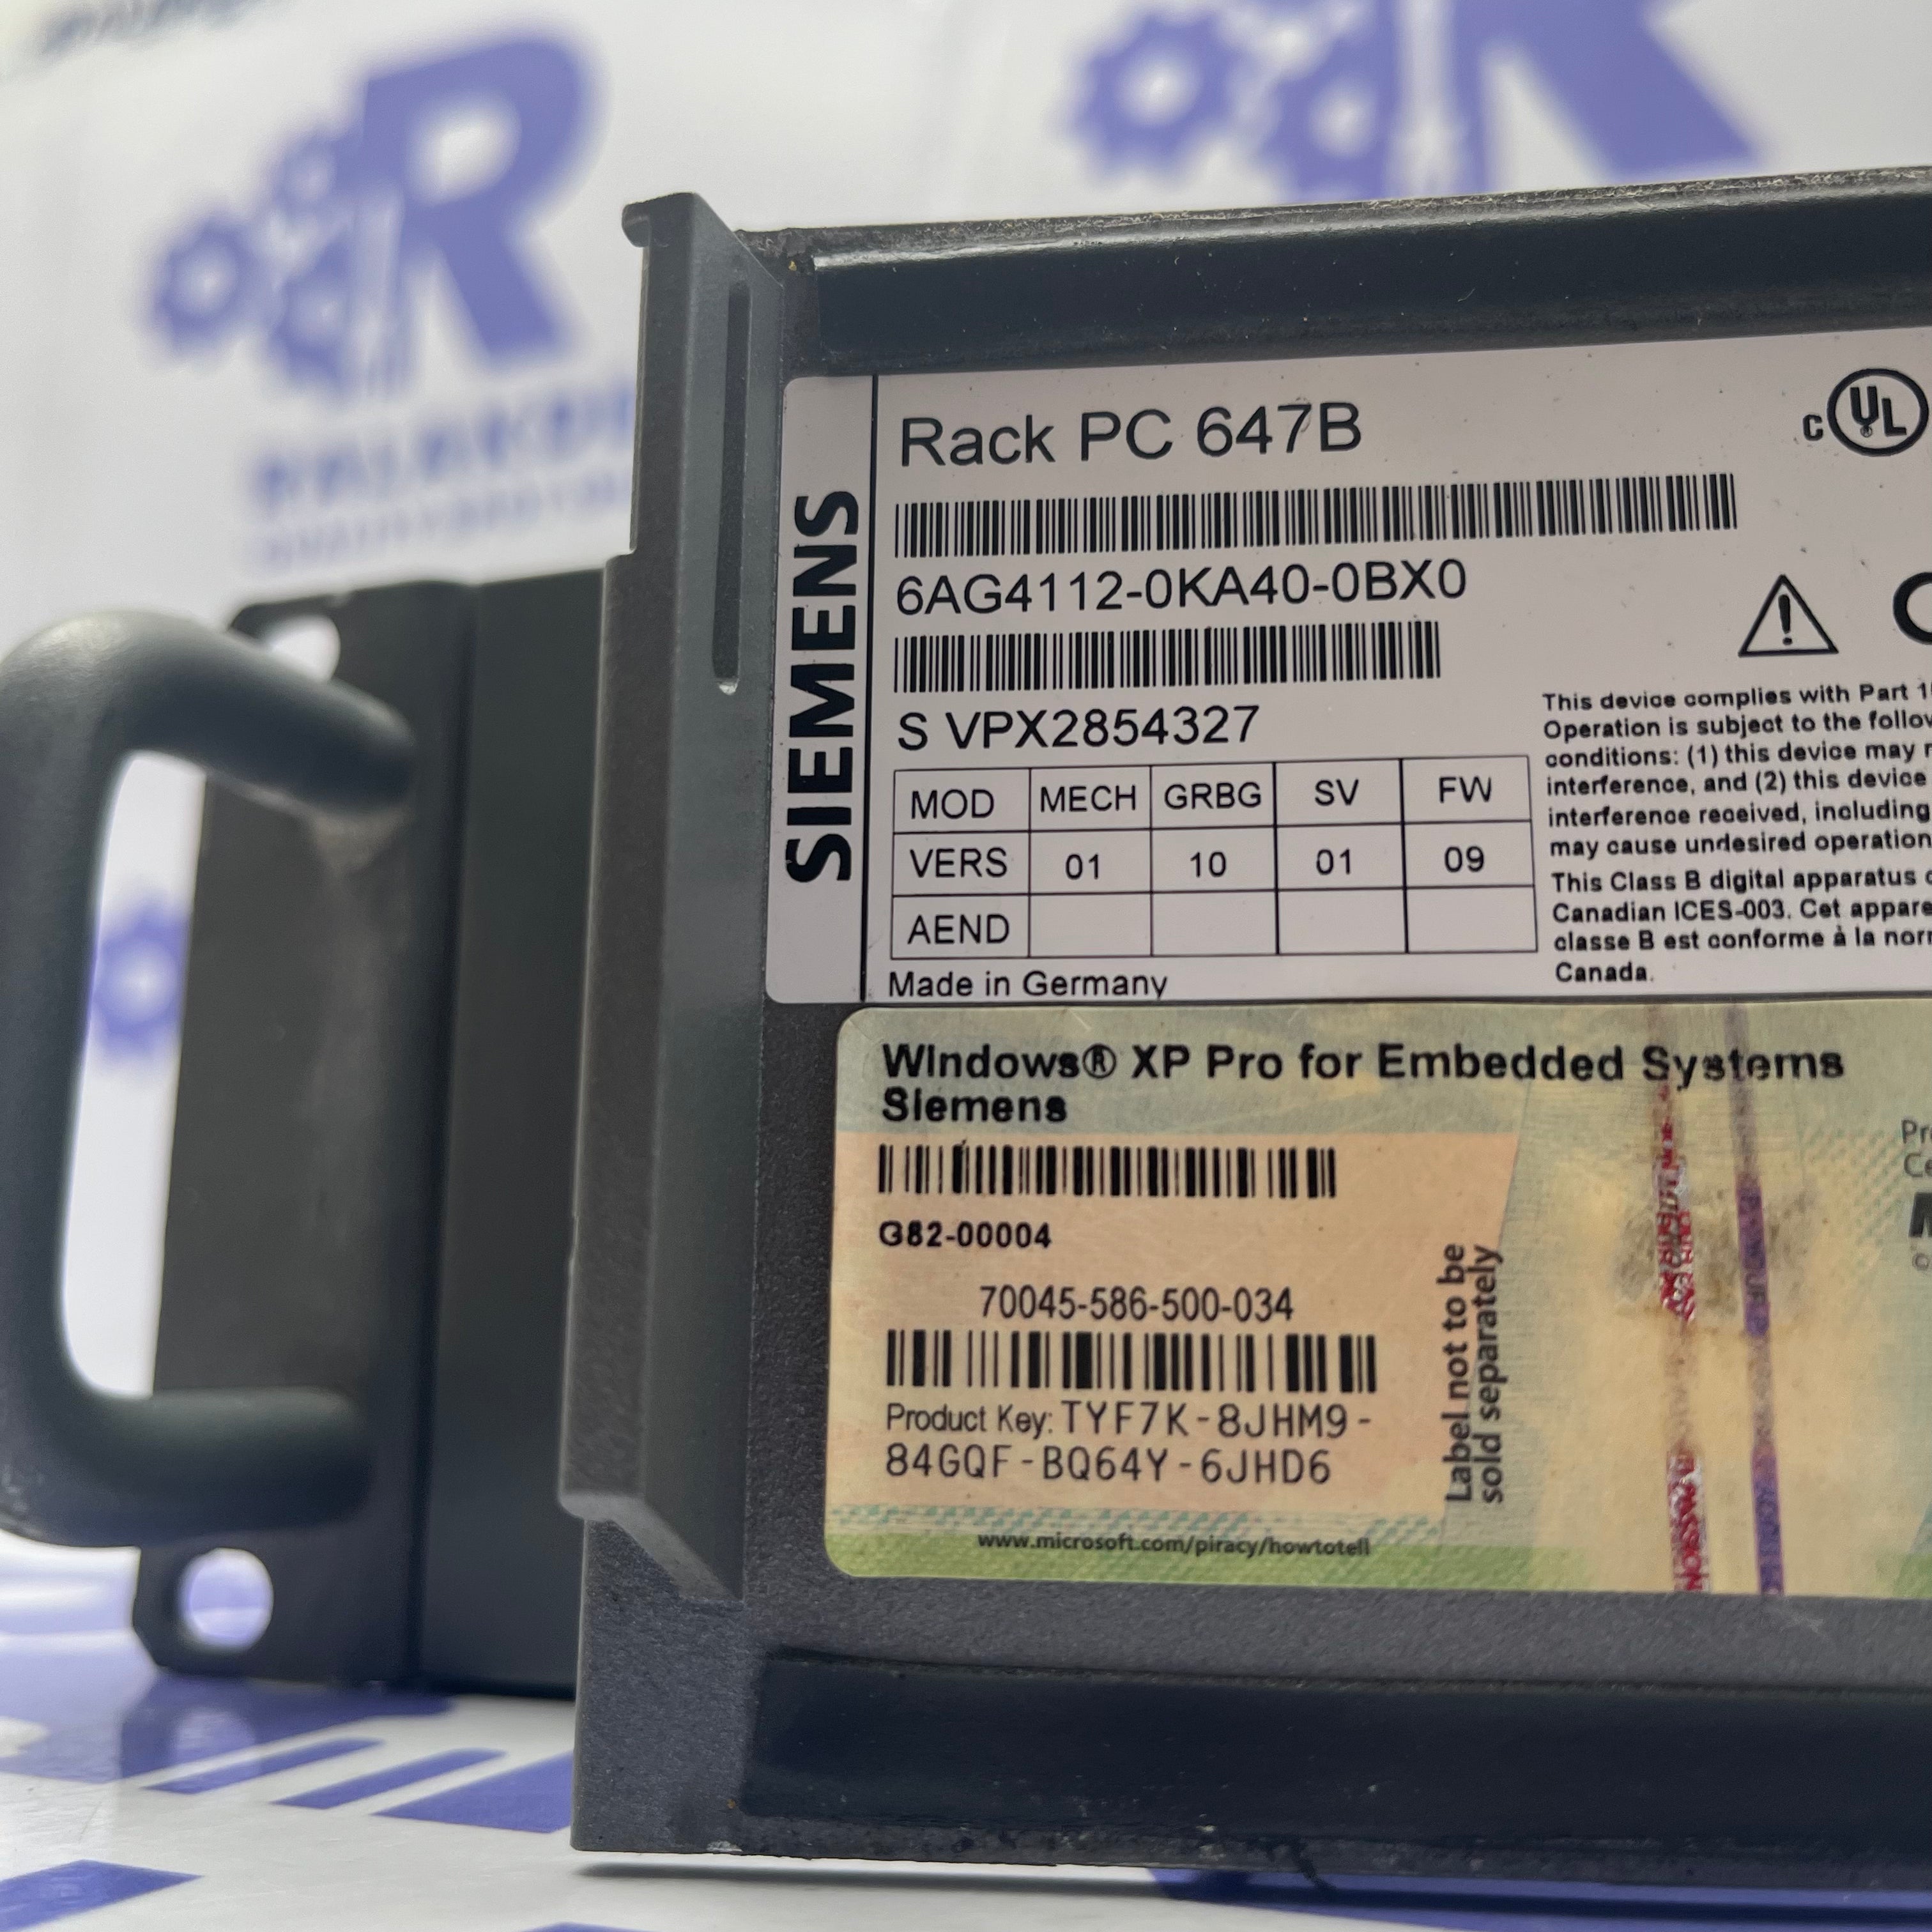 SIEMENS
Rack PC 647B
C UL
6AG4112-0KA40-0BX0
S VPX2854327
MOD MECH GRBG SV FW
VERS 01 10 01 09
AEND
Made in Germany
This device complies with Part
Operation is subject to the
conditions: (1) this device may
interference, and (2) this device
interference received, including
may cause undesired operation
This Class B digital apparatus
Canadian ICES-003. Cet
classe B est conforme à la
Canada.
Windows® XP Pro for Embedded Systems
Siemens
G82-00004
70045-586-500-034
Product Key: TYF7K-8JHM9-
84GQF-BQ64Y-6JHD6
Label not to be
sold separately
www.microsoft.com/piracy/howtotell
R
R